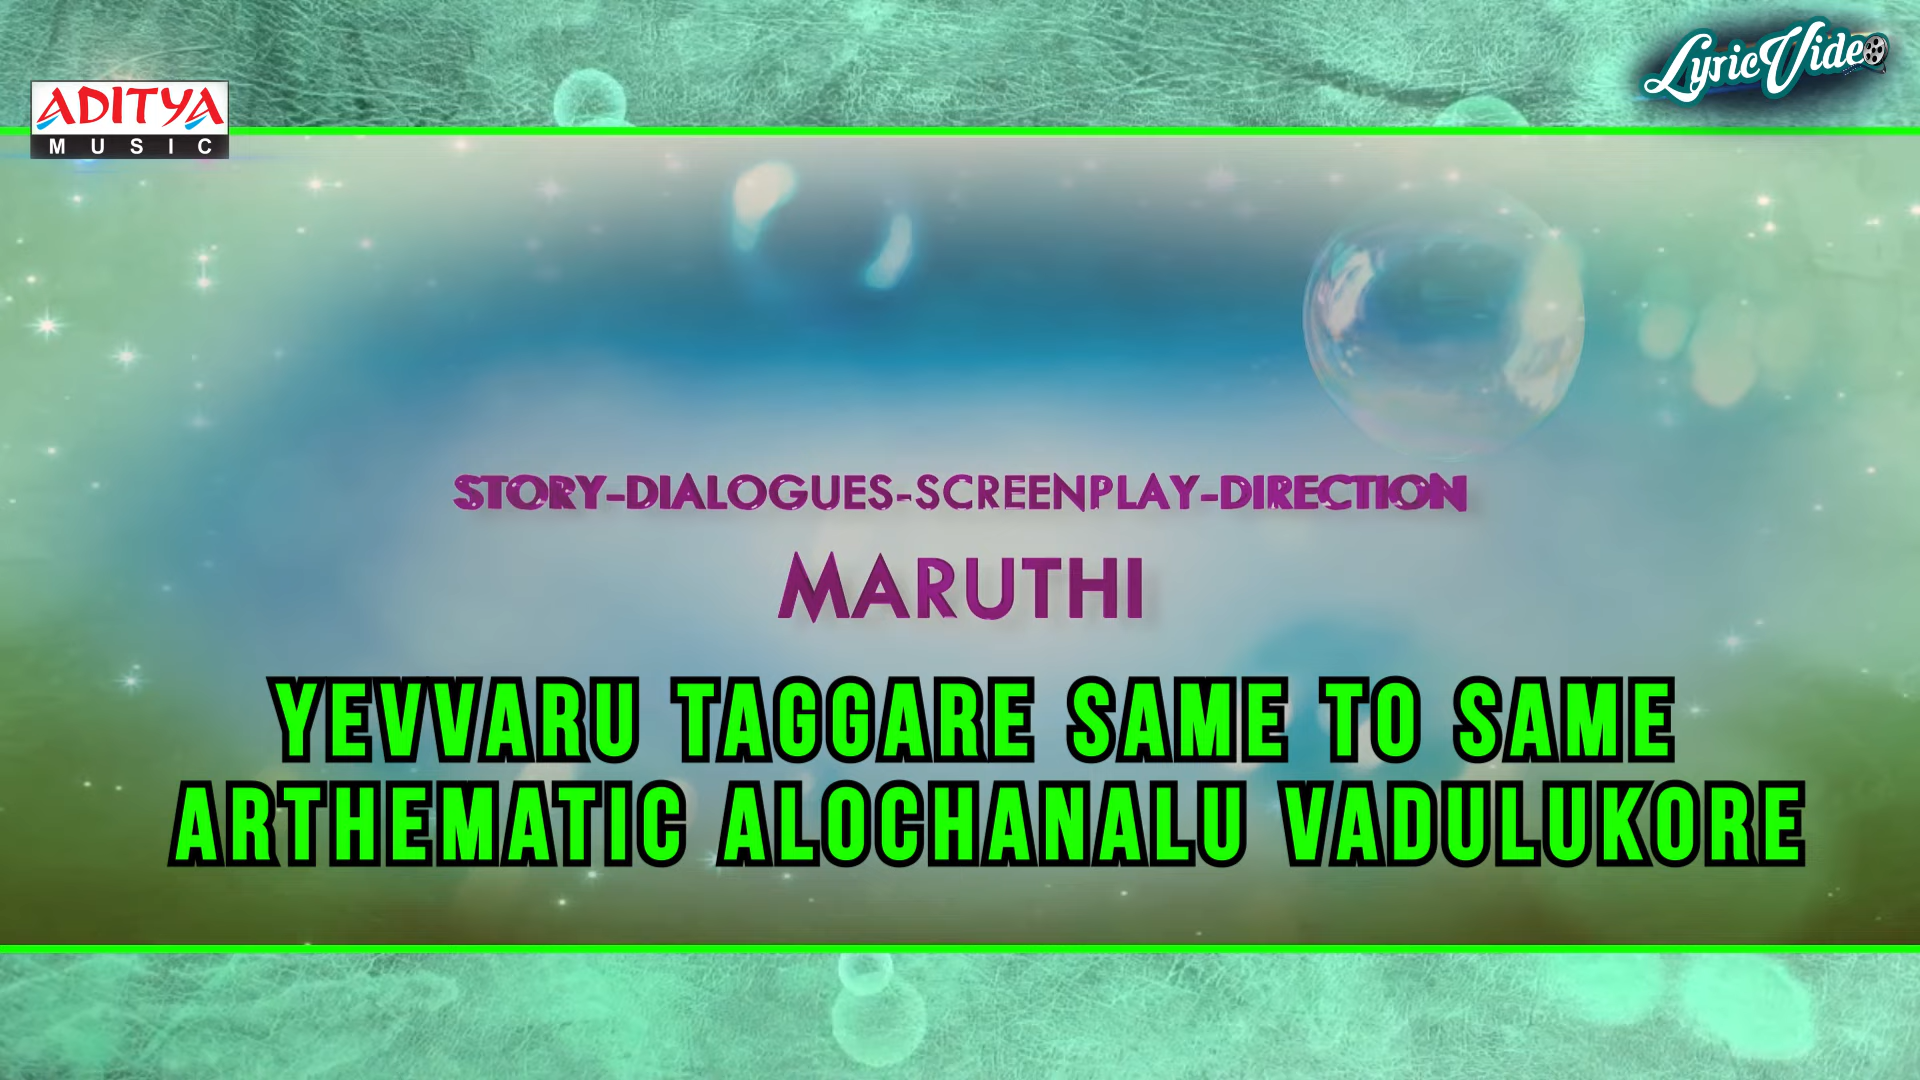 ADITYA
MUSIC
LyricVideo
STORY-DIALOGUES-SCREENPLAY-DIRECTION
MARUTHI
YEVVARU TAGGARE SAME TO SAME
ARTHEMATIC ALOCHANALU VADULUKORE